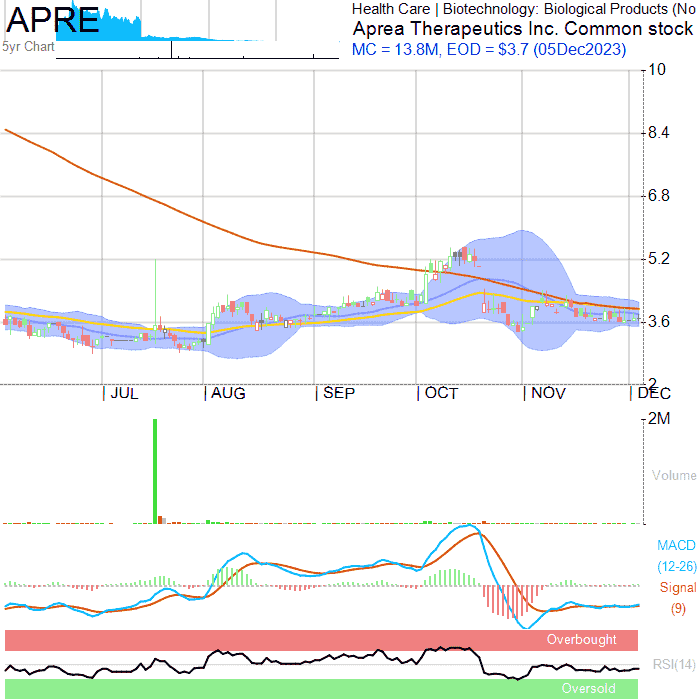 APRE
5yr Chart
Health Care | Biotechnology: Biological Products (No
Aprea Therapeutics Inc. Common stock
MC = 13.8M, EOD = $3.7 (05Dec2023)
10
8.4
6.8
5.2
3.6
2
JUL AUG SEP OCT NOV DEC
2M
Volume
MACD
(12-26)
Signal
(9)
Overbought
RSI(14)
Oversold